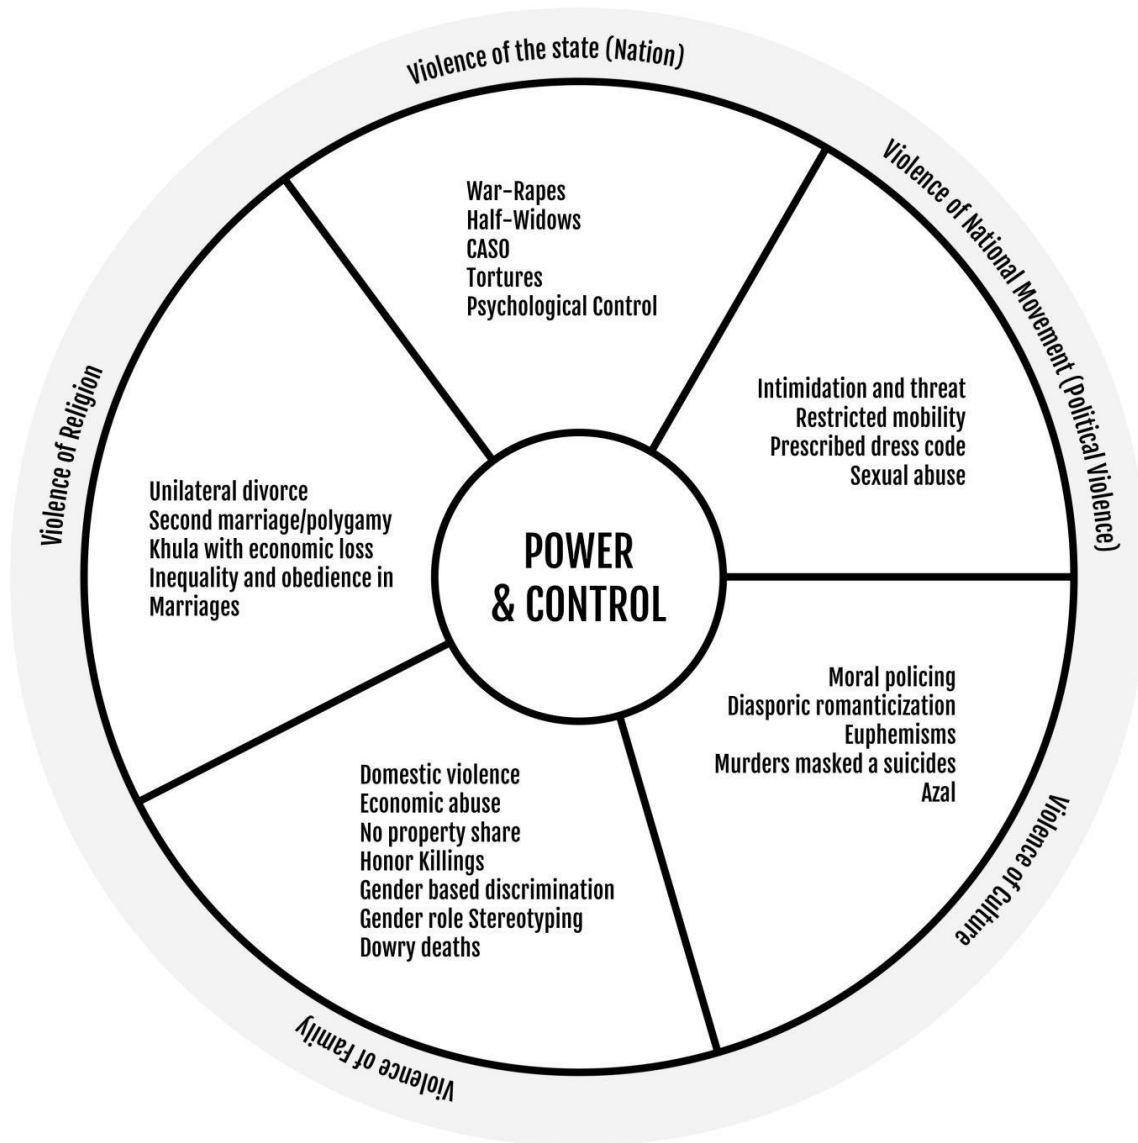 Violence of the state (Nation)
War-Rapes
Half-Widows
CASO
Tortures
Psychological Control
Violence of National Movement (Political Violence)
Intimidation and threat
Restricted mobility
Prescribed dress code
Sexual abuse
Violence of Religion
Unilateral divorce
Second marriage/polygamy
Khula with economic loss
Inequality and obedience in
Marriages
POWER
& CONTROL
Moral policing
Diasporic romanticization
Euphemisms
Murders masked a suicides
Azal
Violence of Culture
Domestic violence
Economic abuse
No property share
Honor Killings
Gender based discrimination
Gender role Stereotyping
Dowry deaths
Violence of Family